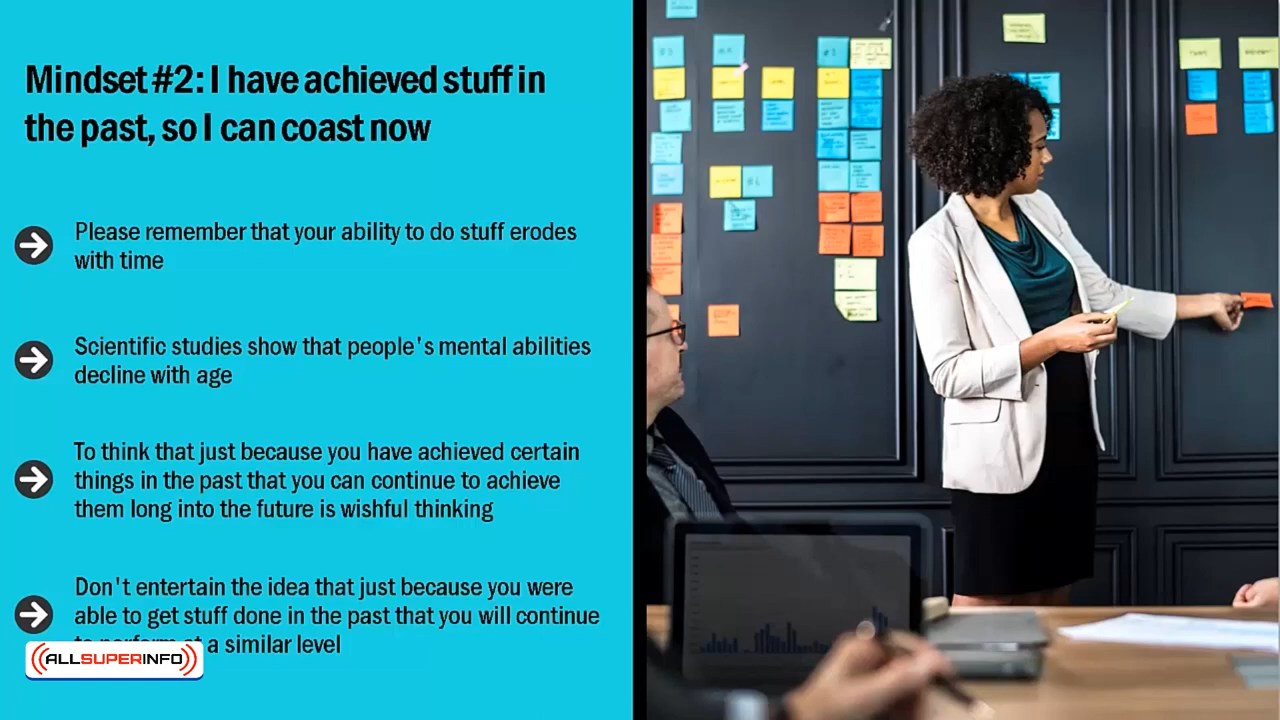 Mindset #2: I have achieved stuff in
the past, so I can coast now
Please remember that your ability to do stuff erodes
with time
Scientific studies show that people's mental abilities
decline with age
To think that just because you have achieved certain
things in the past that you can continue to achieve
them long into the future is wishful thinking
Don't entertain the idea that just because you were
able to get stuff done in the past that you will continue
to perform at a similar level
ALLSUPERINFO